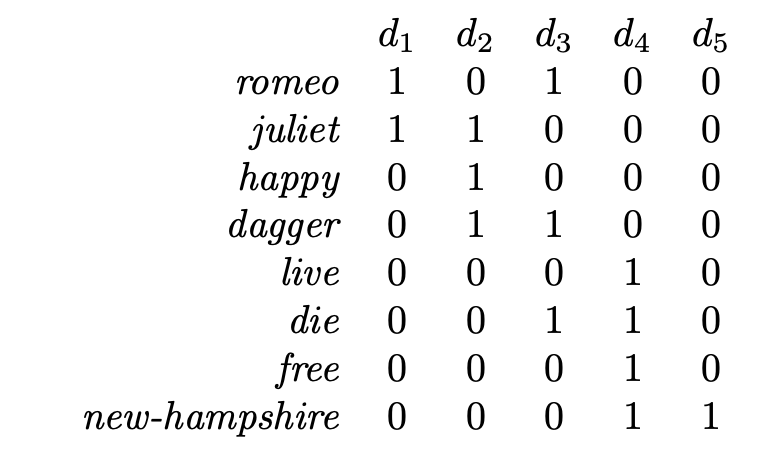 d₁ d₂ d₃ d₄ d₅
romeo 1 0 1 0 0
juliet 1 1 0 0 0
happy 0 1 0 0 0
dagger 0 1 1 0 0
live 0 0 0 1 0
die 0 0 1 1 0
free 0 0 0 1 0
new-hampshire 0 0 0 1 1